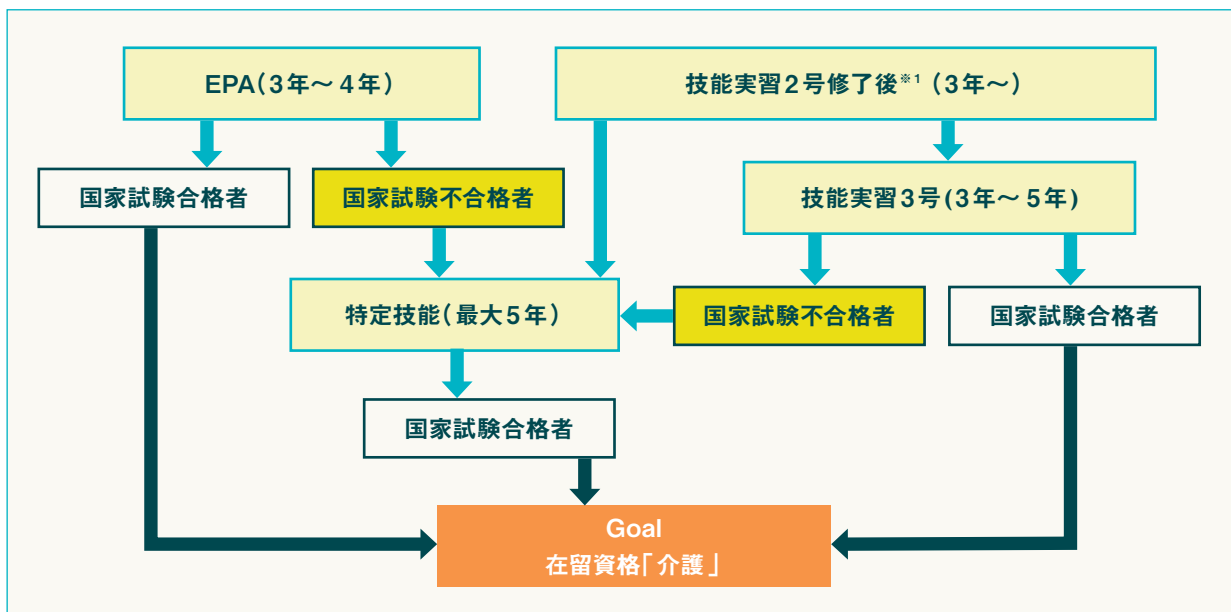 EPA(3年～4年)
技能実習2号修了後※1(3年～)
国家試験合格者
国家試験不合格者
技能実習3号(3年～5年)
特定技能(最大5年)
国家試験不合格者
国家試験合格者
国家試験合格者
Goal
在留資格「介護」